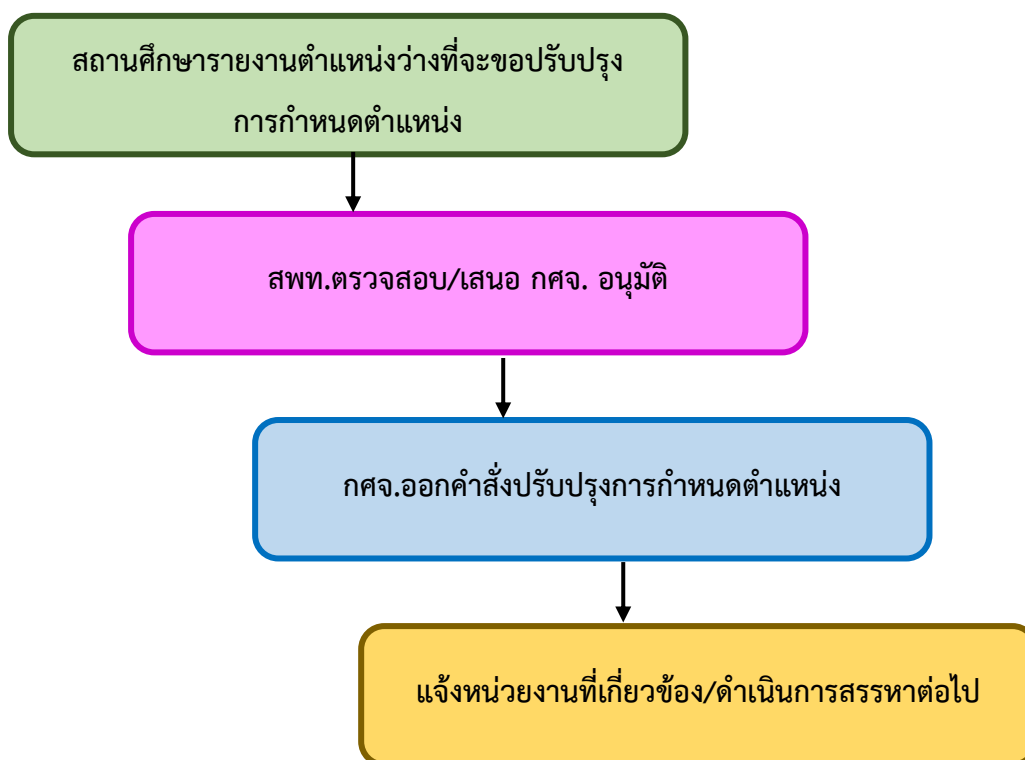 สถานศึกษารายงานตำแหน่งว่างที่จะขอปรับปรุง
การกำหนดตำแหน่ง
สพท.ตรวจสอบ/เสนอ กศจ. อนุมัติ
กศจ.ออกคำสั่งปรับปรุงการกำหนดตำแหน่ง
แจ้งหน่วยงานที่เกี่ยวข้อง/ดำเนินการสรรหาต่อไป